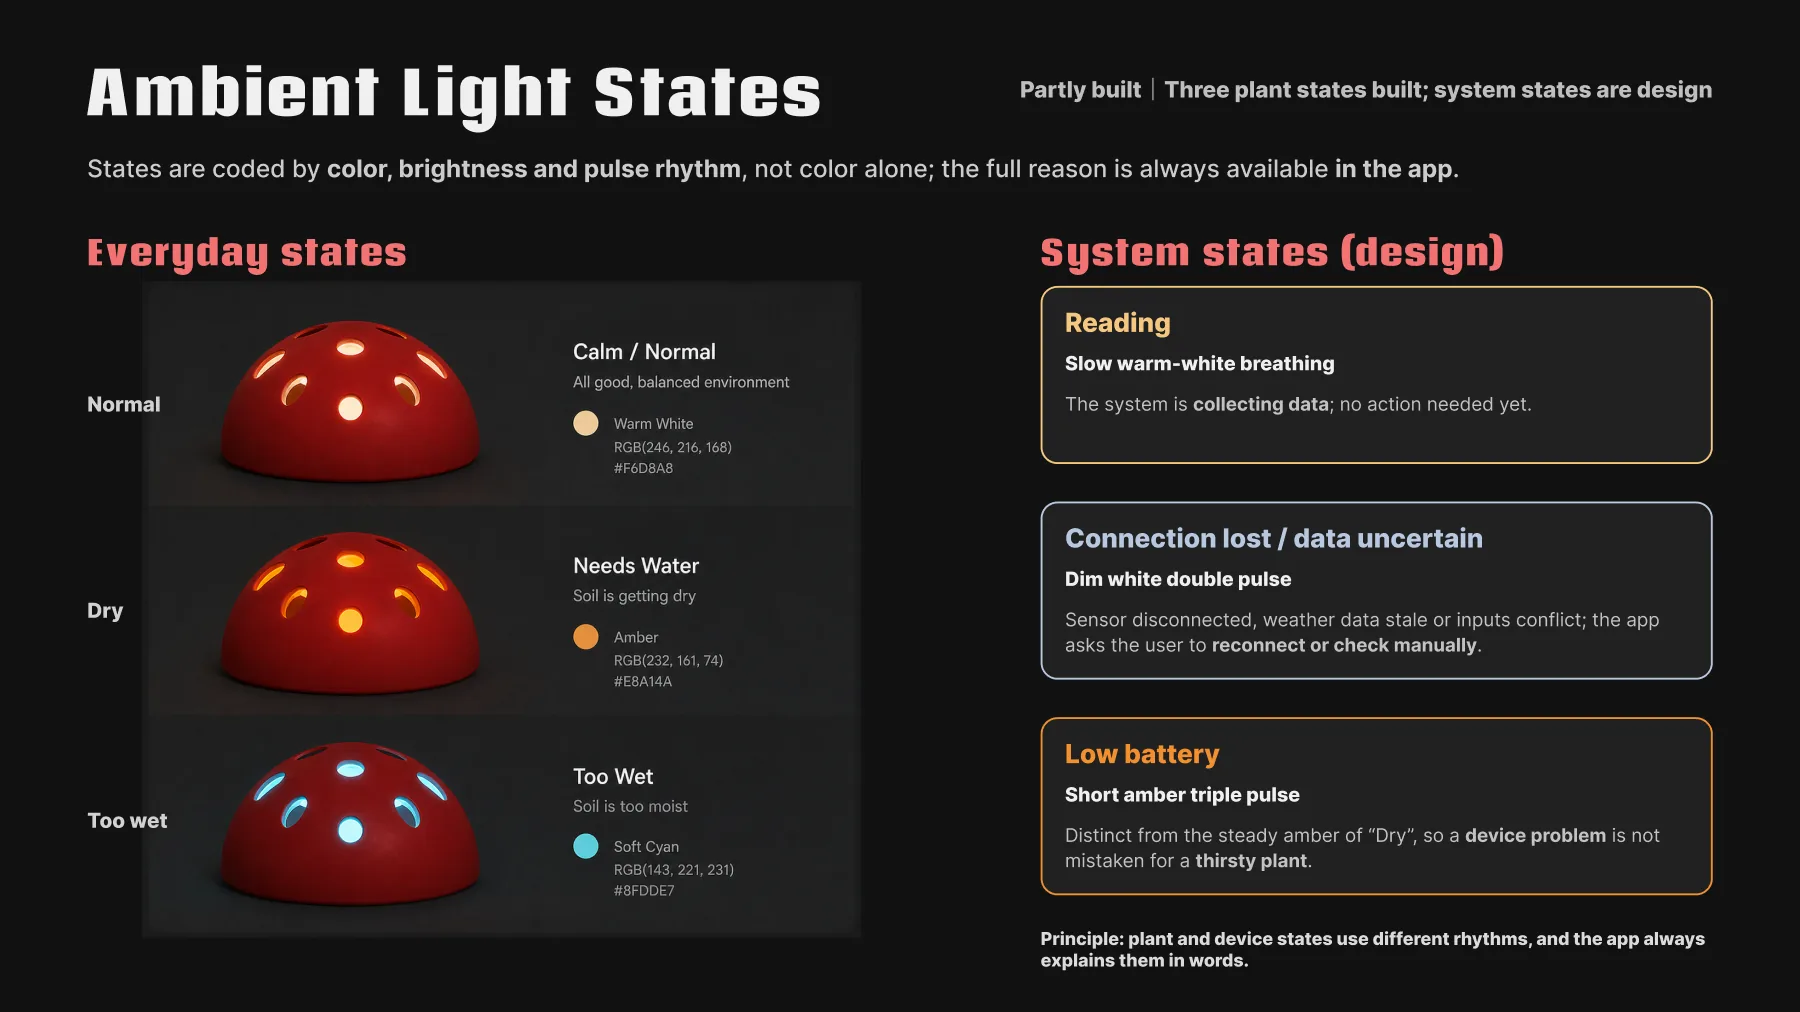 Ambient Light States
Partly built | Three plant states built; system states are design
States are coded by color, brightness and pulse rhythm, not color alone; the full reason is always available in the app.
Everyday states
Normal
Calm / Normal
All good, balanced environment
Warm White
RGB(246, 216, 168)
#F6D8A8
Dry
Needs Water
Soil is getting dry
Amber
RGB(232, 161, 74)
#E8A14A
Too wet
Too Wet
Soil is too moist
Soft Cyan
RGB(143, 221, 231)
#8FDDE7
System states (design)
Reading
Slow warm-white breathing
The system is collecting data; no action needed yet.
Connection lost / data uncertain
Dim white double pulse
Sensor disconnected, weather data stale or inputs conflict; the app
asks the user to reconnect or check manually.
Low battery
Short amber triple pulse
Distinct from the steady amber of “Dry”, so a device problem is not
mistaken for a thirsty plant.
Principle: plant and device states use different rhythms, and the app always
explains them in words.